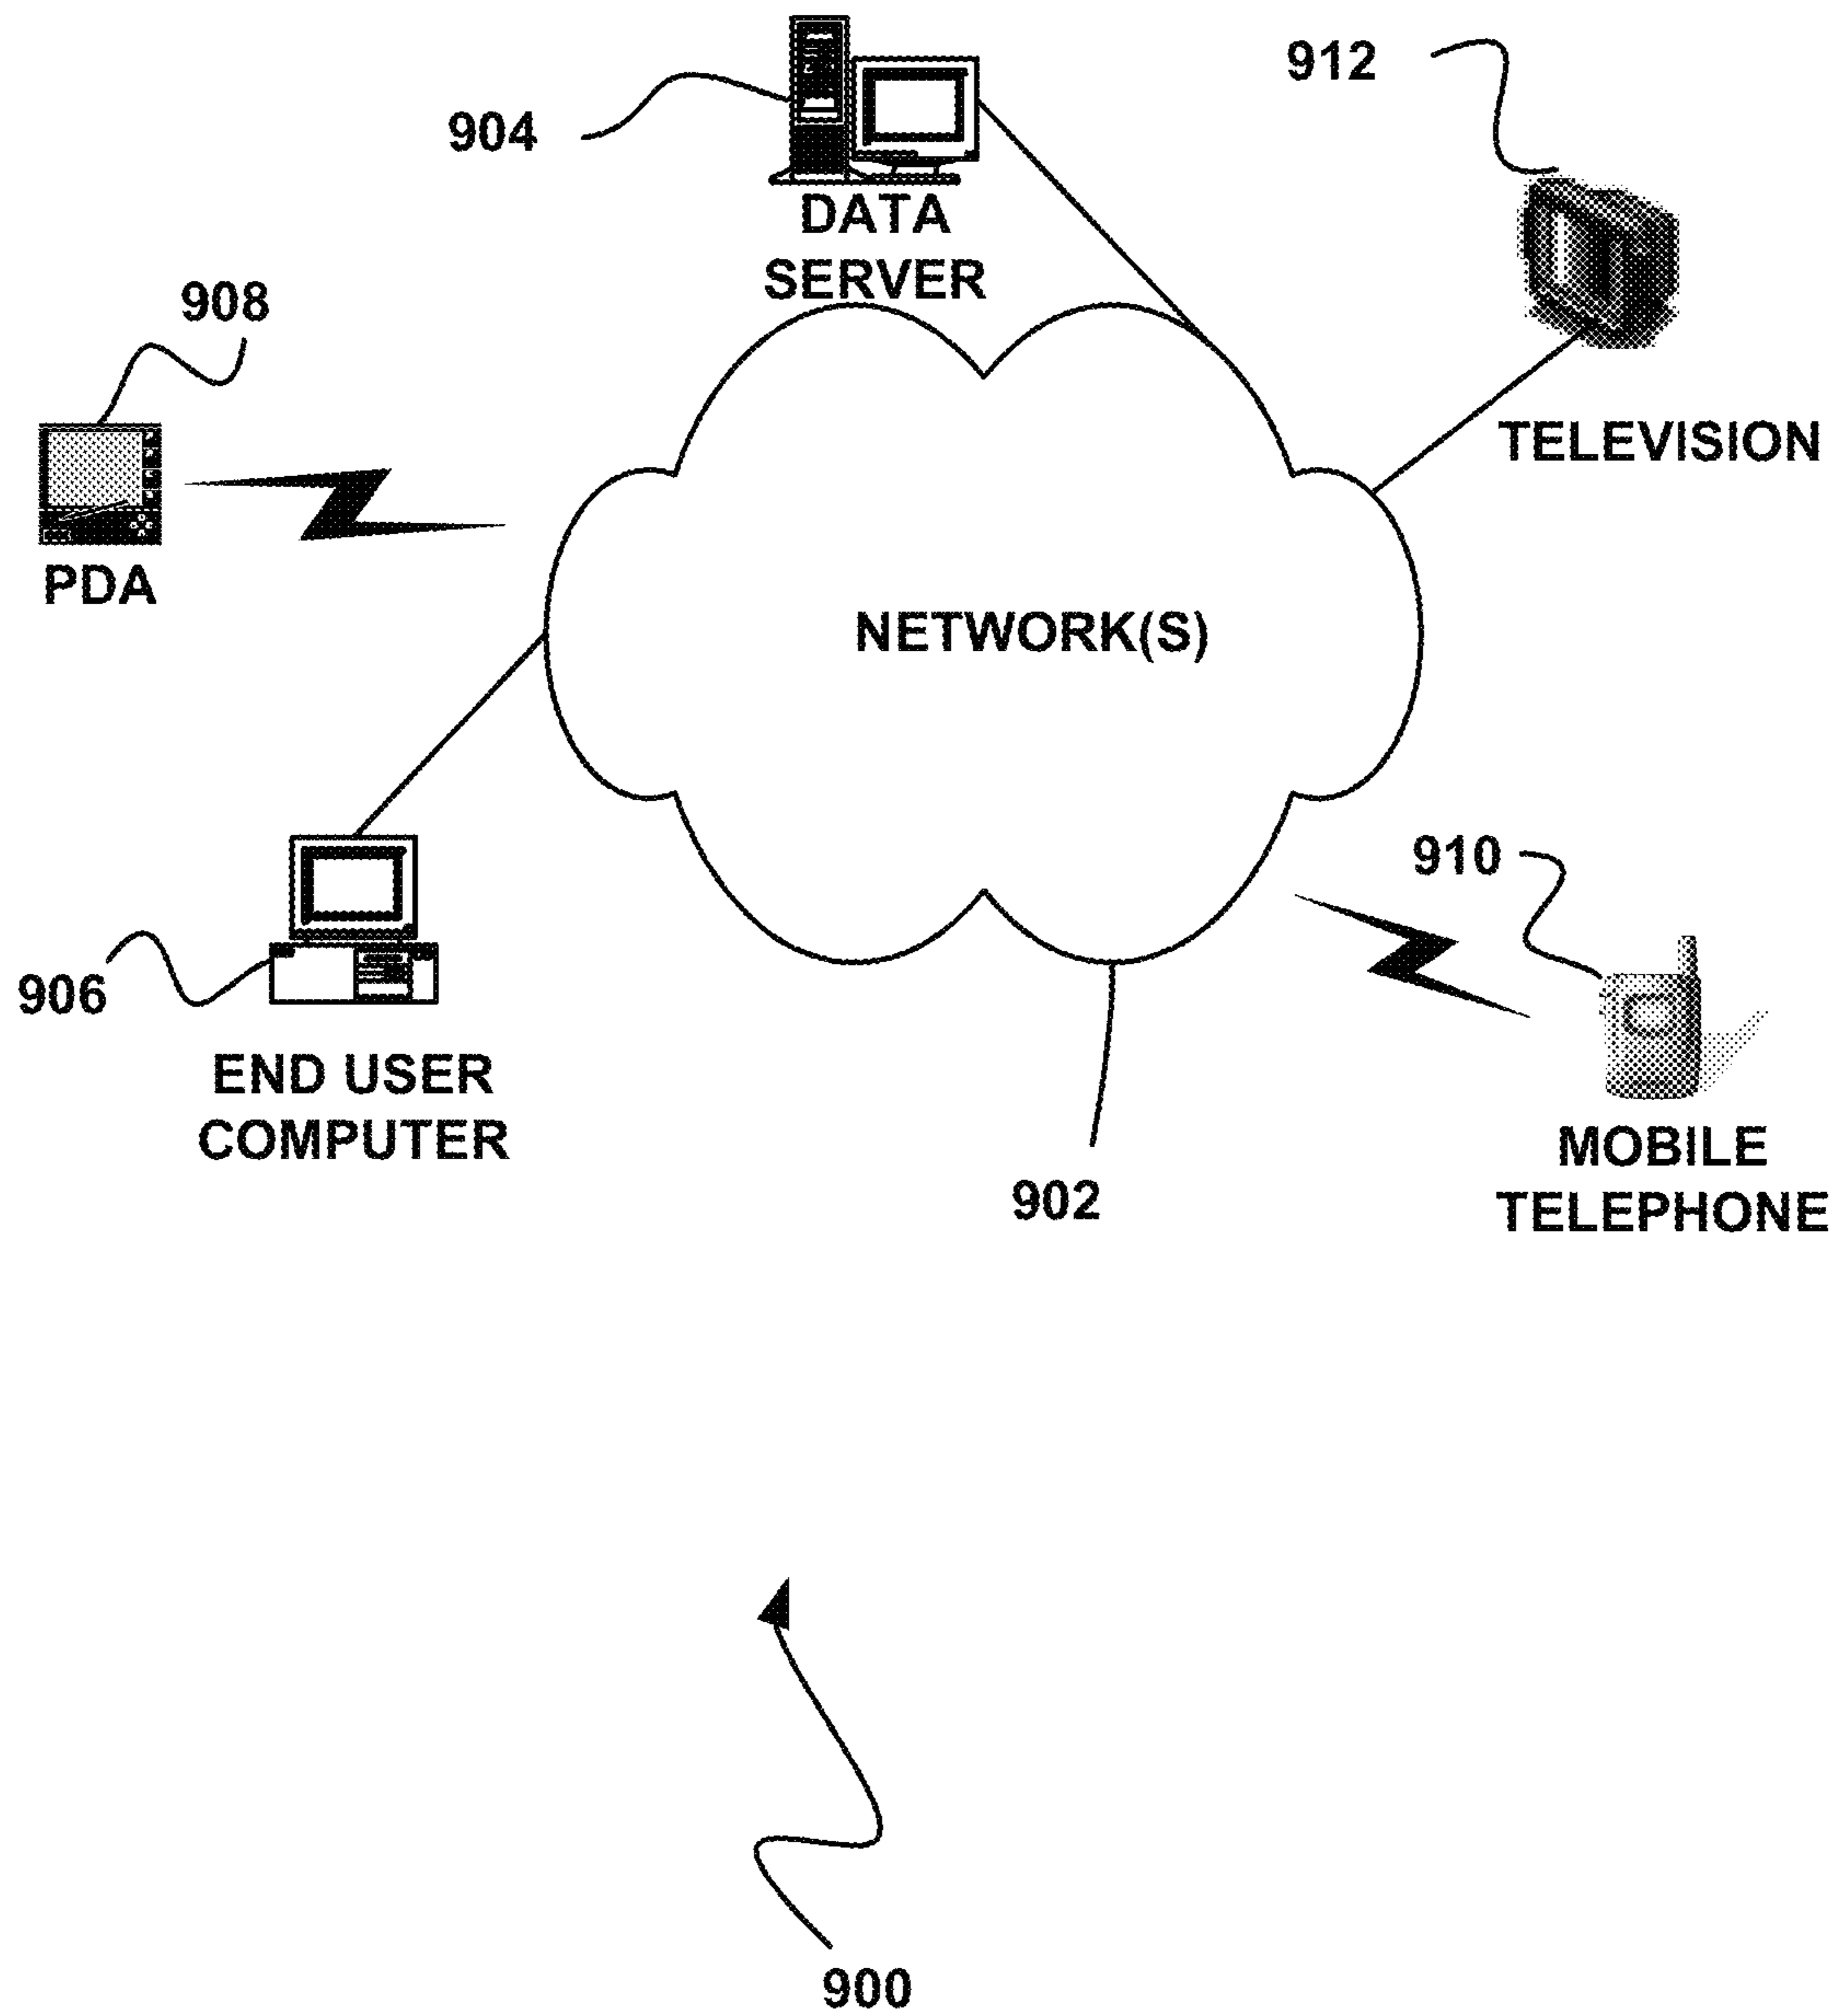 912
904
DATA
SERVER
908
TELEVISION
PDA
NETWORK(S)
910
906
END USER
COMPUTER
MOBILE
TELEPHONE
902
900